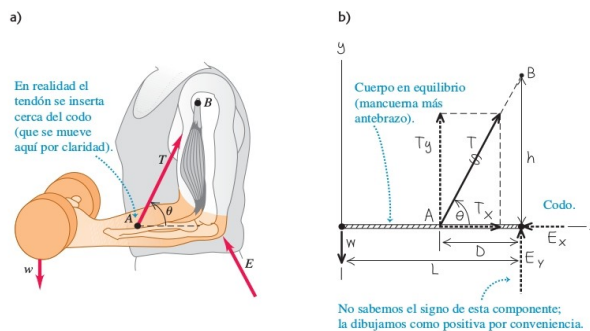 a)
En realidad el
tendón se inserta
cerca del codo
(que se mueve
aquí por claridad).
B
T
A
θ
w
E
b)
y
B
Cuerpo en equilibrio
(mancuerna más
antebrazo).
Ty
T
h
A
θ
Tx
Codo.
w
D
Ex
L
Ey
No sabemos el signo de esta componente;
la dibujamos como positiva por conveniencia.